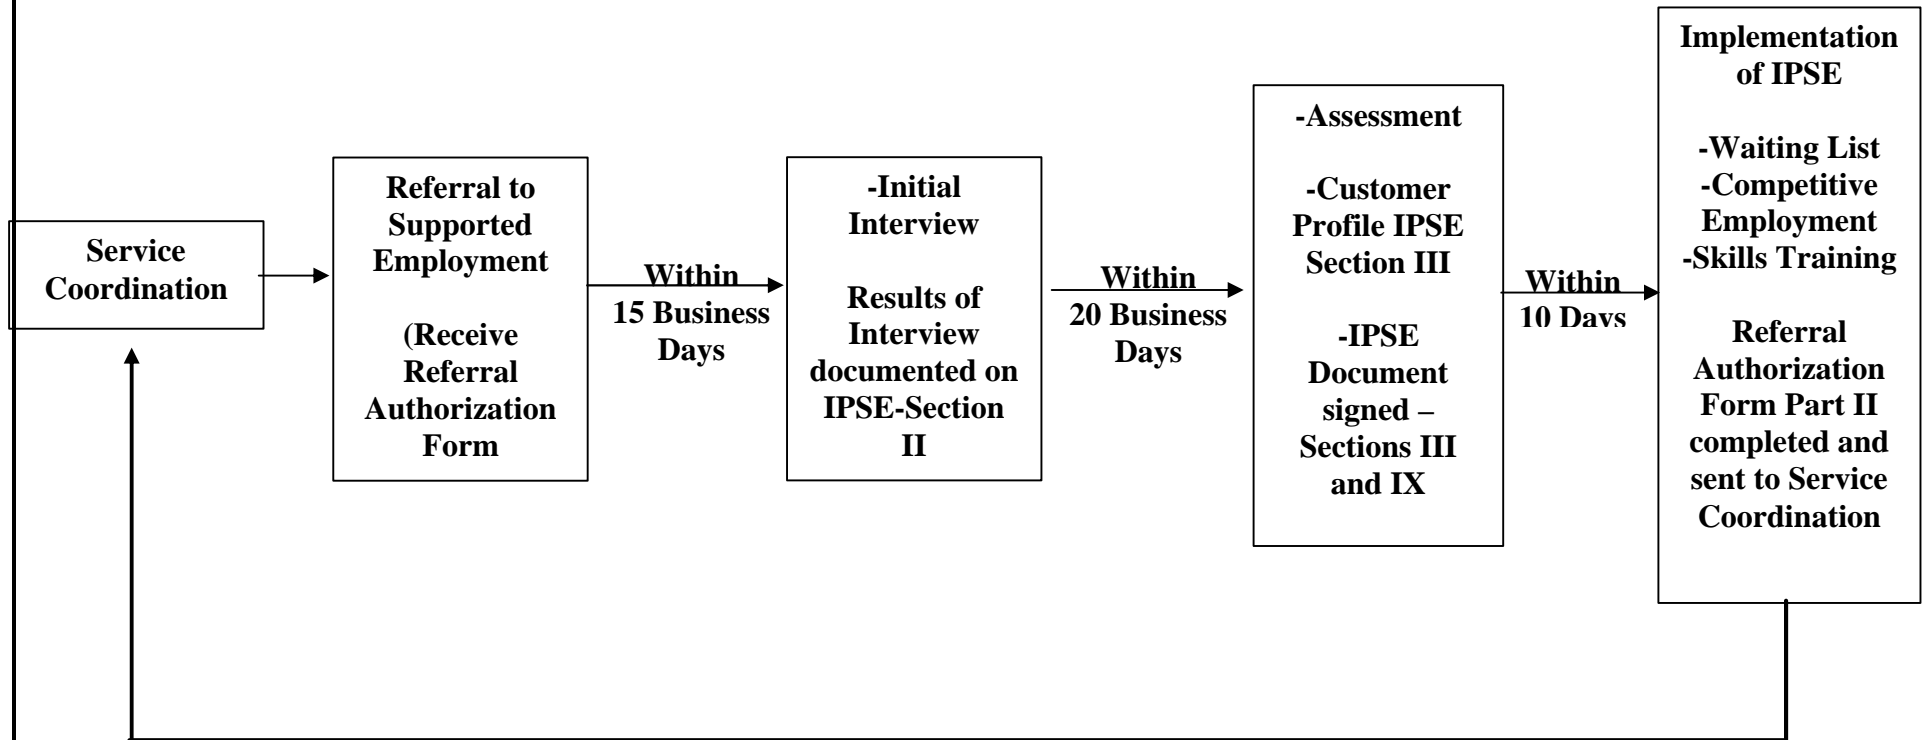 Service
Coordination
Referral to
Supported
Employment
(Receive
Referral
Authorization
Form
Within
15 Business
Days
-Initial
Interview
Results of
Interview
documented on
IPSE-Section
II
Within
20 Business
Days
-Assessment
-Customer
Profile IPSE
Section III
-IPSE
Document
signed –
Sections III
and IX
Within
10 Days
Implementation
of IPSE
-Waiting List
-Competitive
Employment
-Skills Training
Referral
Authorization
Form Part II
completed and
sent to Service
Coordination